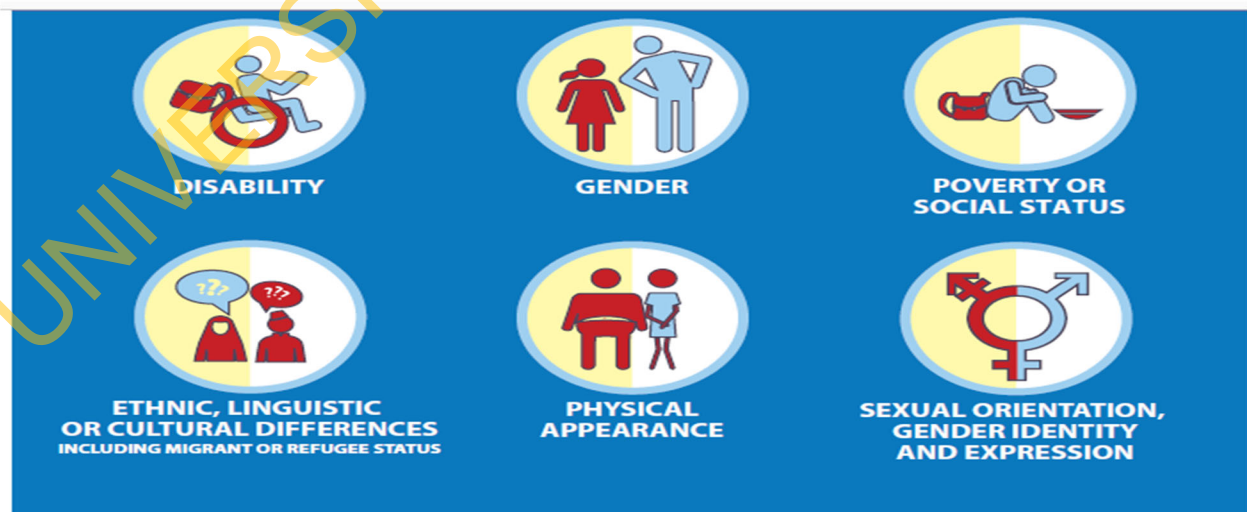 UNIVERSI
DISABILITY
GENDER
POVERTY OR
SOCIAL STATUS
???
???
ETHNIC, LINGUISTIC
OR CULTURAL DIFFERENCES
INCLUDING MIGRANT OR REFUGEE STATUS
PHYSICAL
APPEARANCE
SEXUAL ORIENTATION,
GENDER IDENTITY
AND EXPRESSION